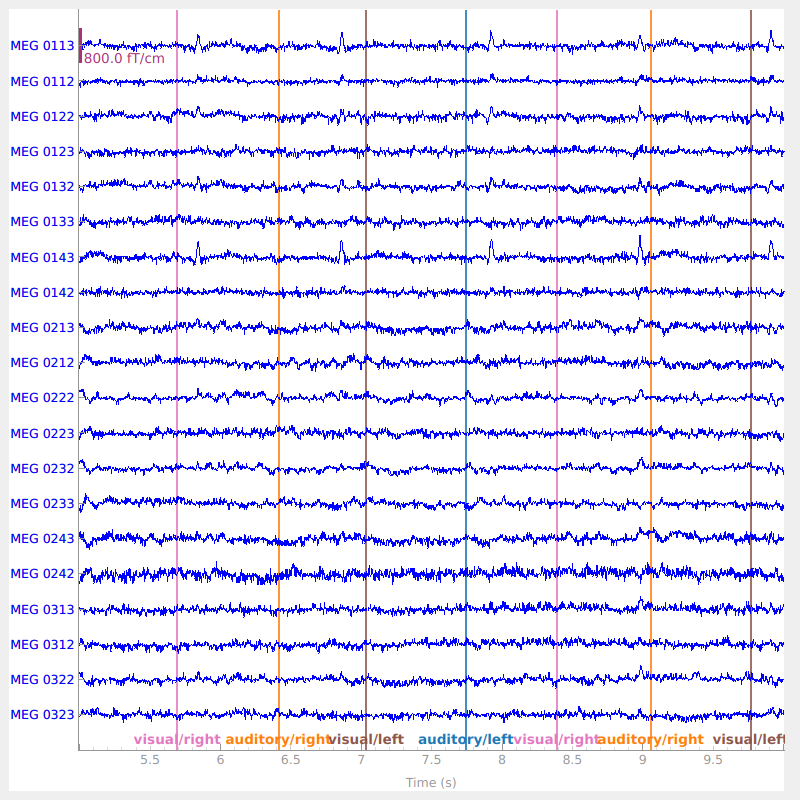 MEG 0113
800.0 fT/cm
MEG 0112
MEG 0122
MEG 0123
MEG 0132
MEG 0133
MEG 0143
MEG 0142
MEG 0213
MEG 0212
MEG 0222
MEG 0223
MEG 0232
MEG 0233
MEG 0243
MEG 0242
MEG 0313
MEG 0312
MEG 0322
MEG 0323
visual/right auditory/right visual/left auditory/left visual/right auditory/right visual/left
5.5 6 6.5 7 7.5 8 8.5 9 9.5
Time (s)